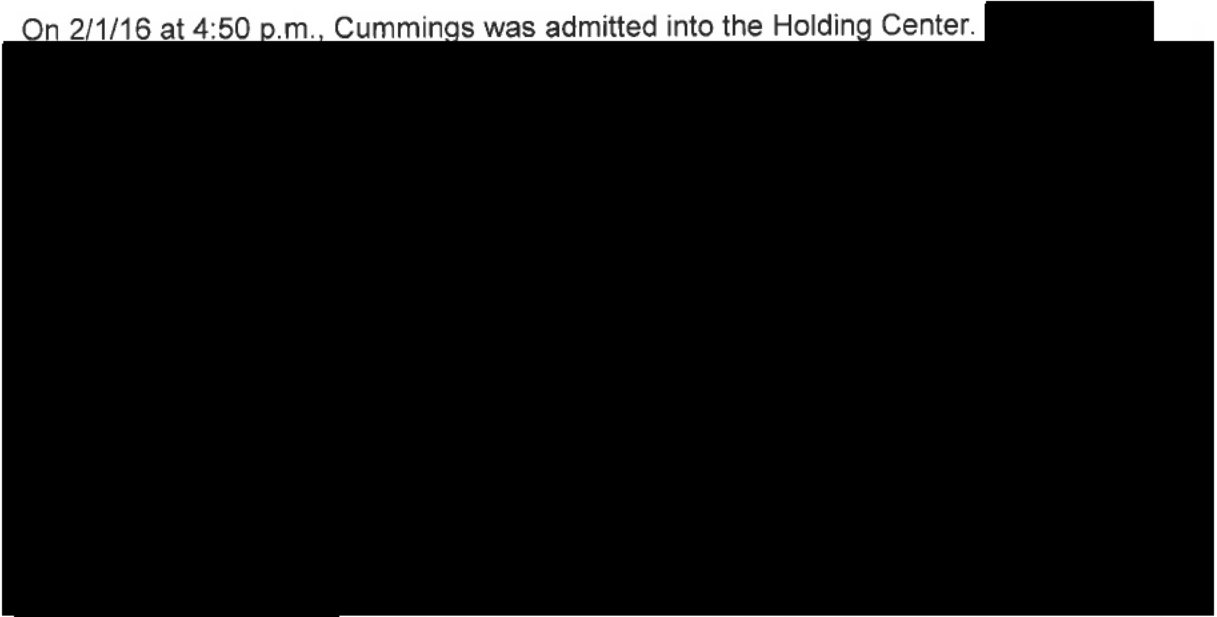 On 2/1/16 at 4:50 p.m., Cummings was admitted into the Holding Center.